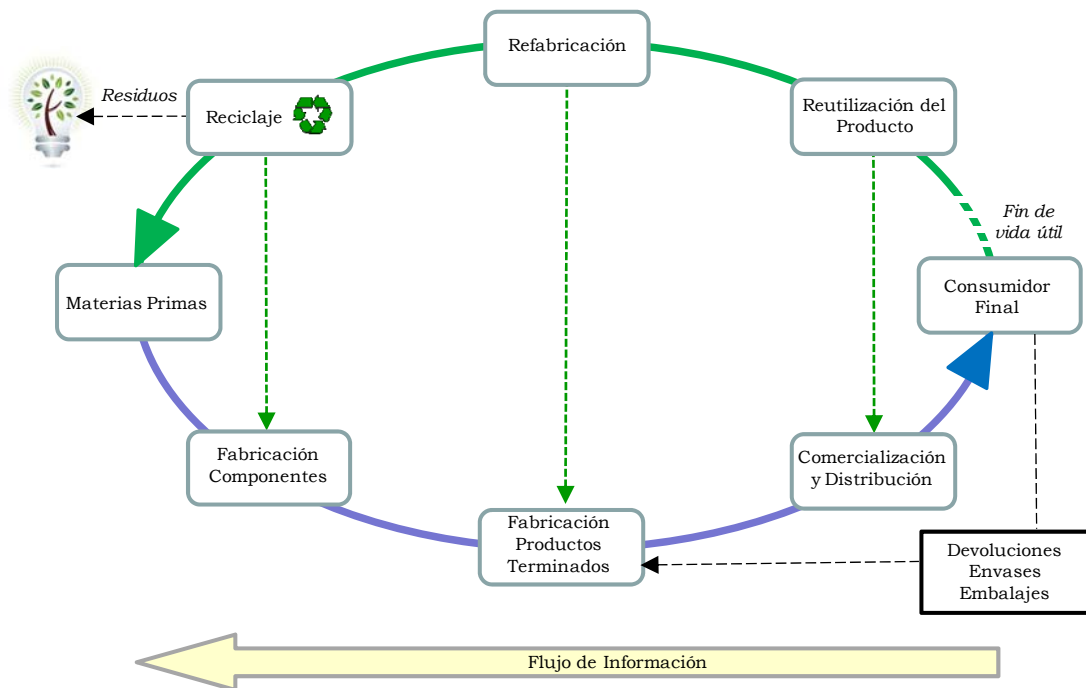 Refabricación
Residuos
Reciclaje
Reutilización del
Producto
Fin de
vida útil
Materias Primas
Consumidor
Final
Fabricación
Componentes
Comercialización
y Distribución
Fabricación
Productos
Terminados
Devoluciones
Envases
Embalajes
Flujo de Información